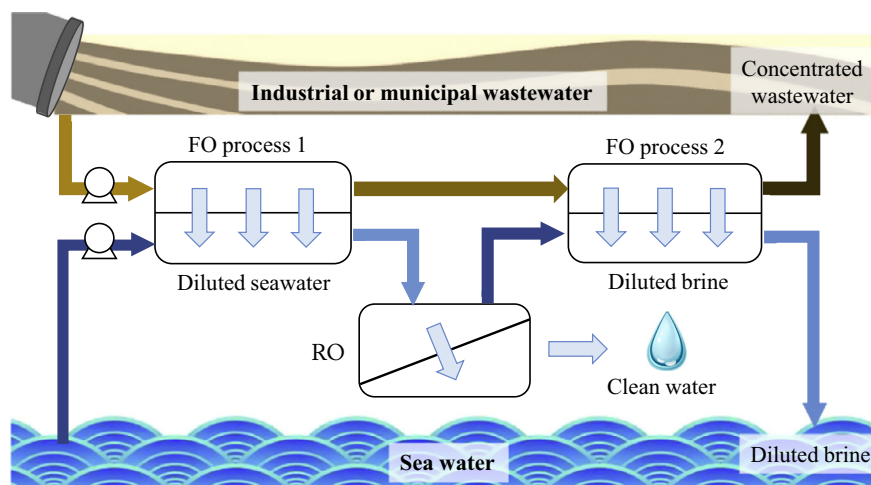 Industrial or municipal wastewater
Concentrated
wastewater
FO process 1
FO process 2
Diluted seawater
Diluted brine
RO
Clean water
Sea water
Diluted brine